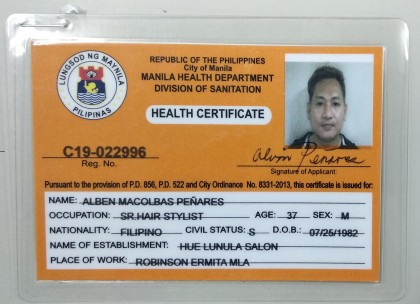 LUNGSOD NG MAYNILA
PILIPINAS
REPUBLIC OF THE PHILIPPINES
City of Manila
MANILA HEALTH DEPARTMENT
DIVISION OF SANITATION
HEALTH CERTIFICATE
C19-022996
Reg. No.
Alven Peñares
Signature of Applicant:
Pursuant to the provision of P.D. 856, P.D. 522 and City Ordinance No. 8331-2013, this certificate is issued for:
NAME: ALBEN MACOLBAS PEÑARES
OCCUPATION: SR.HAIR STYLIST AGE: 37 SEX: M
NATIONALITY: FILIPINO CIVIL STATUS: S D.O.B.: 07/25/1982
NAME OF ESTABLISHMENT: HUE LUNULA SALON
PLACE OF WORK: ROBINSON ERMITA MLA